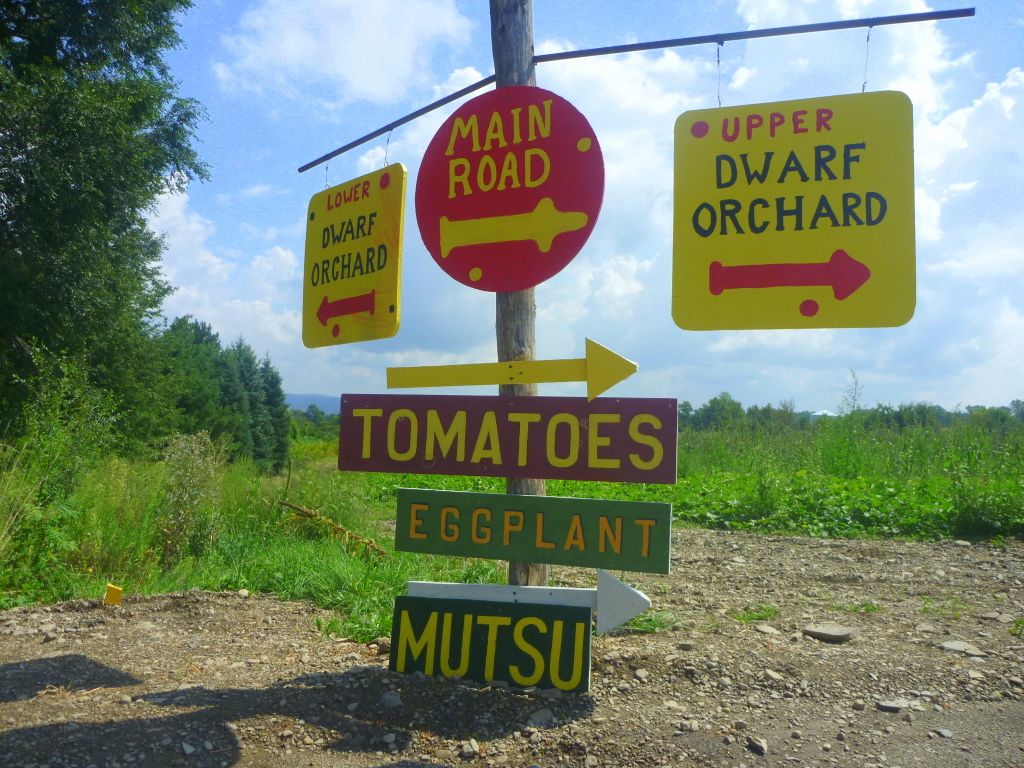 LOWER
DWARF
ORCHARD
MAIN
ROAD
UPPER
DWARF
ORCHARD
TOMATOES
EGGPLANT
MUTSU